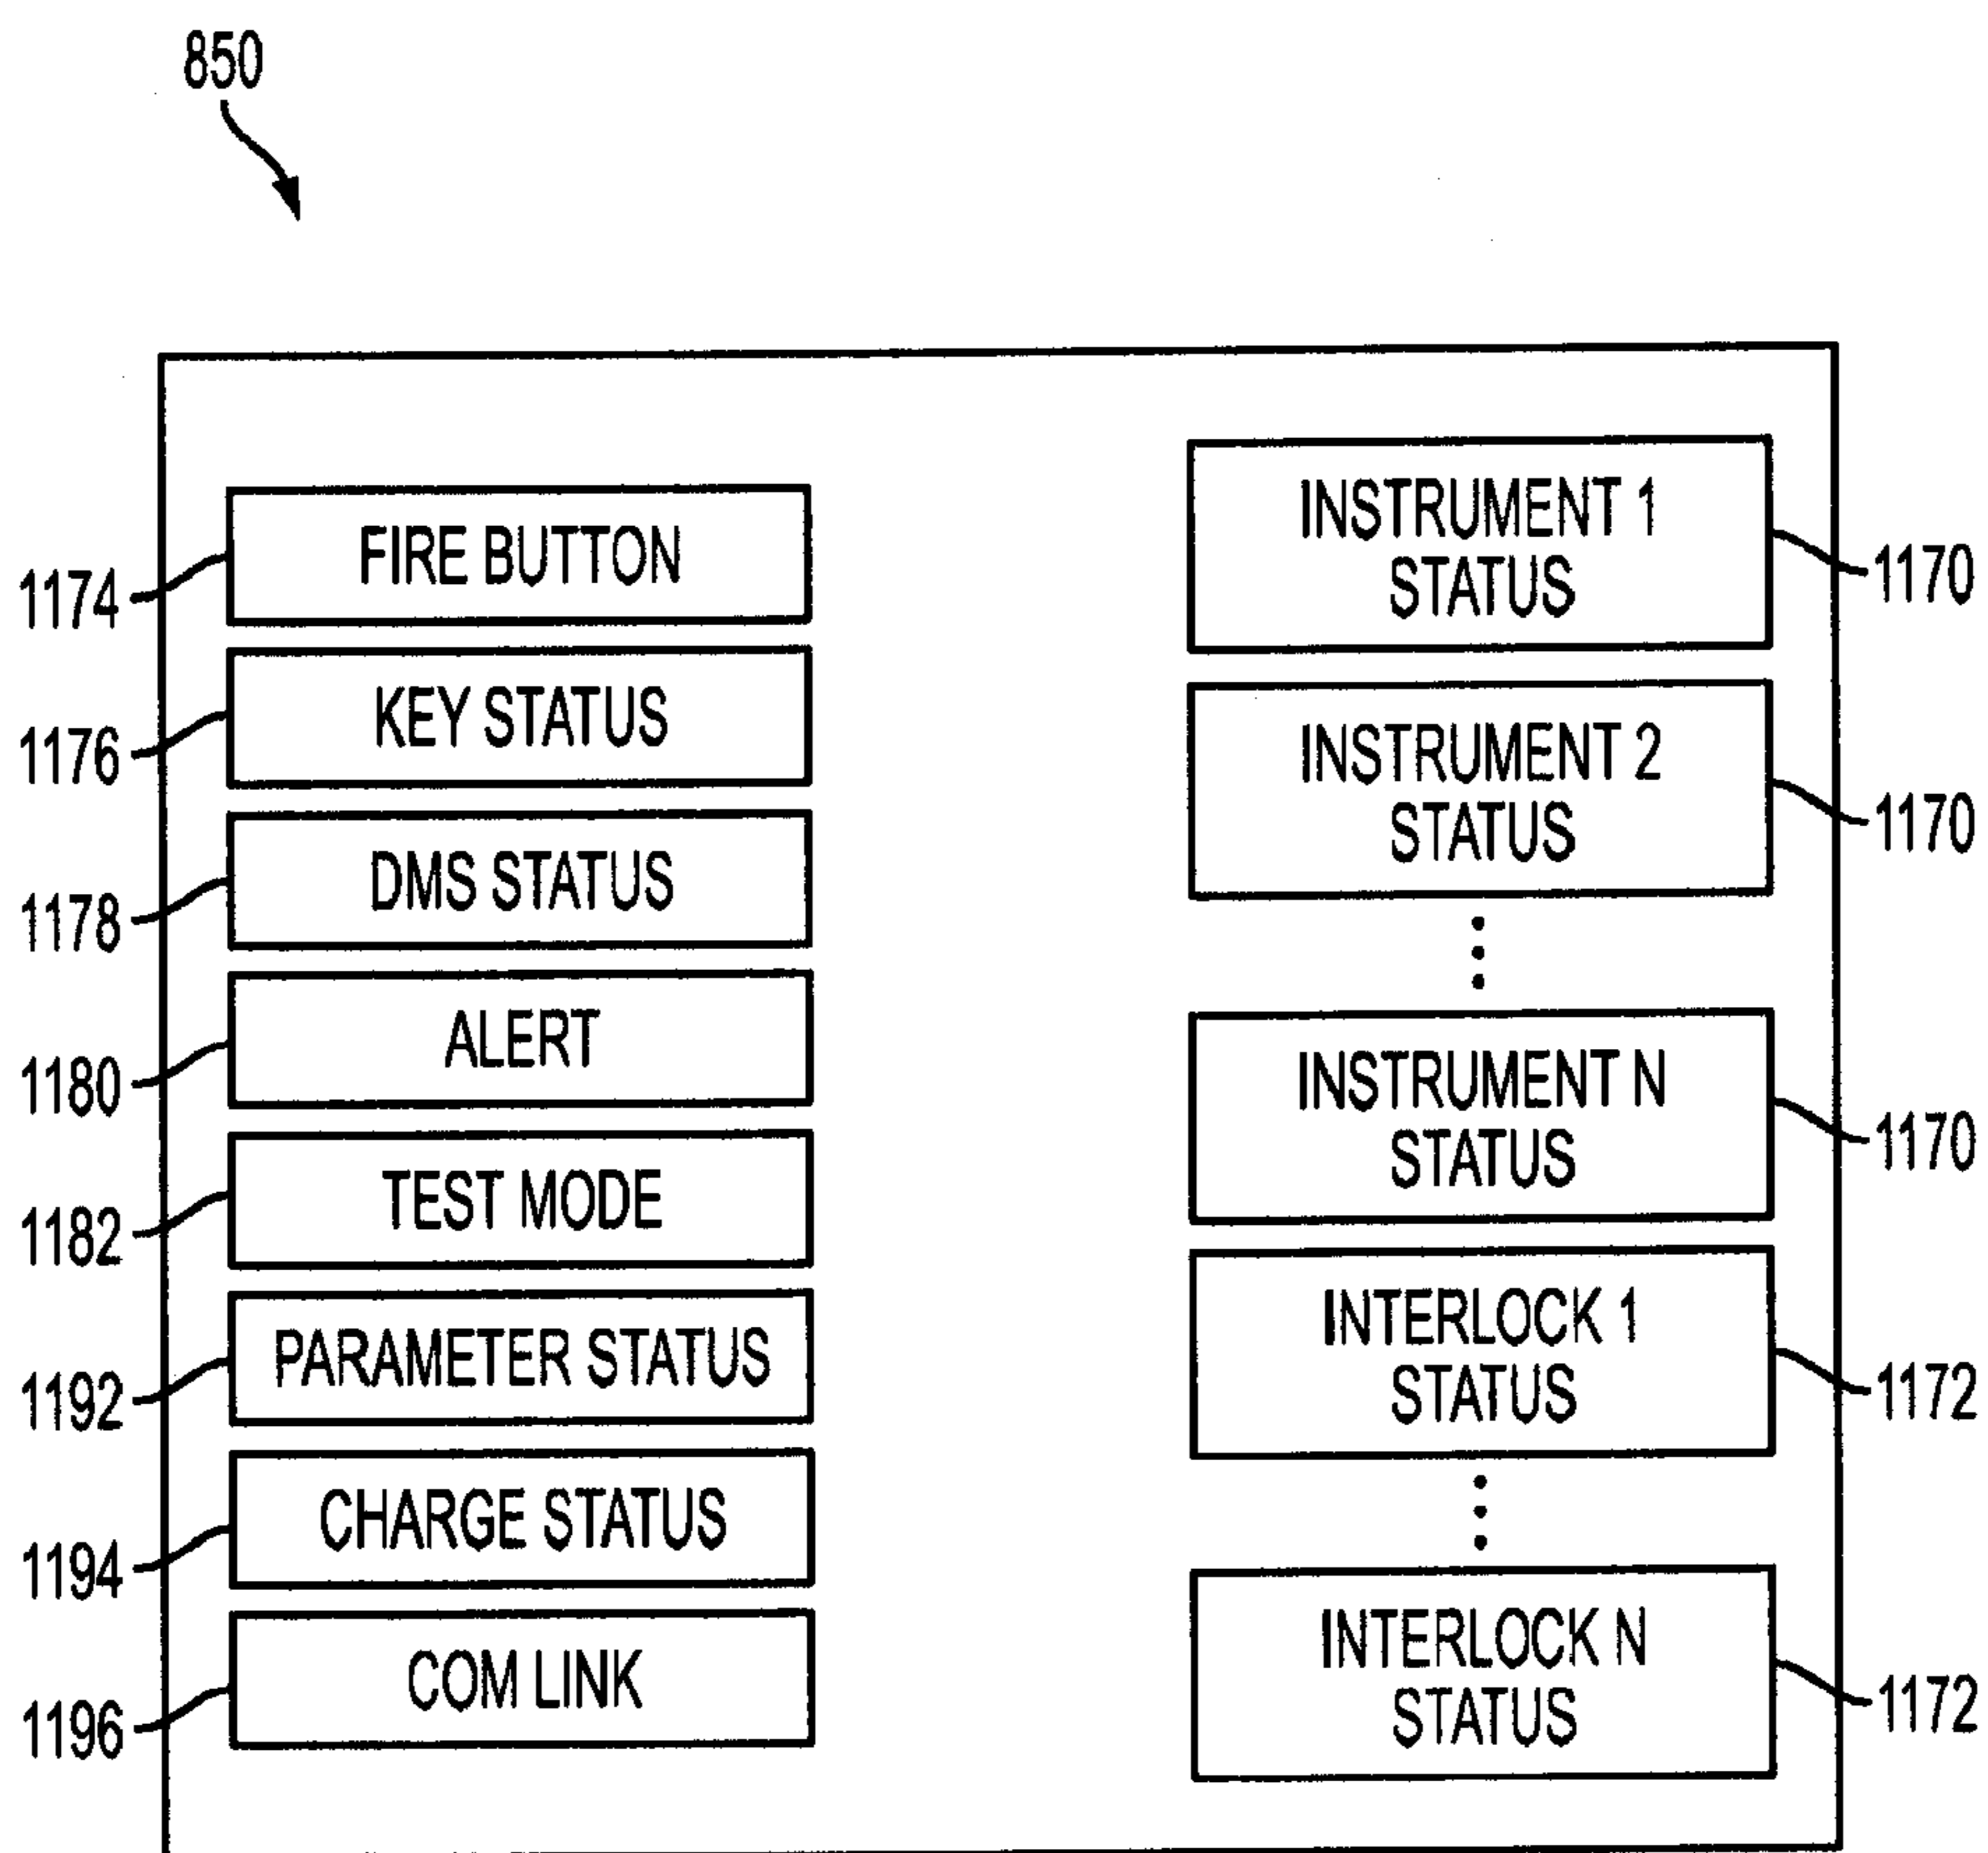 850
FIRE BUTTON
1174
KEY STATUS
1176
DMS STATUS
1178
ALERT
1180
TEST MODE
1182
PARAMETER STATUS
1192
CHARGE STATUS
1194
COM LINK
1196
INSTRUMENT 1
STATUS
1170
INSTRUMENT 2
STATUS
1170
INSTRUMENT N
STATUS
1170
INTERLOCK 1
STATUS
1172
INTERLOCK N
STATUS
1172